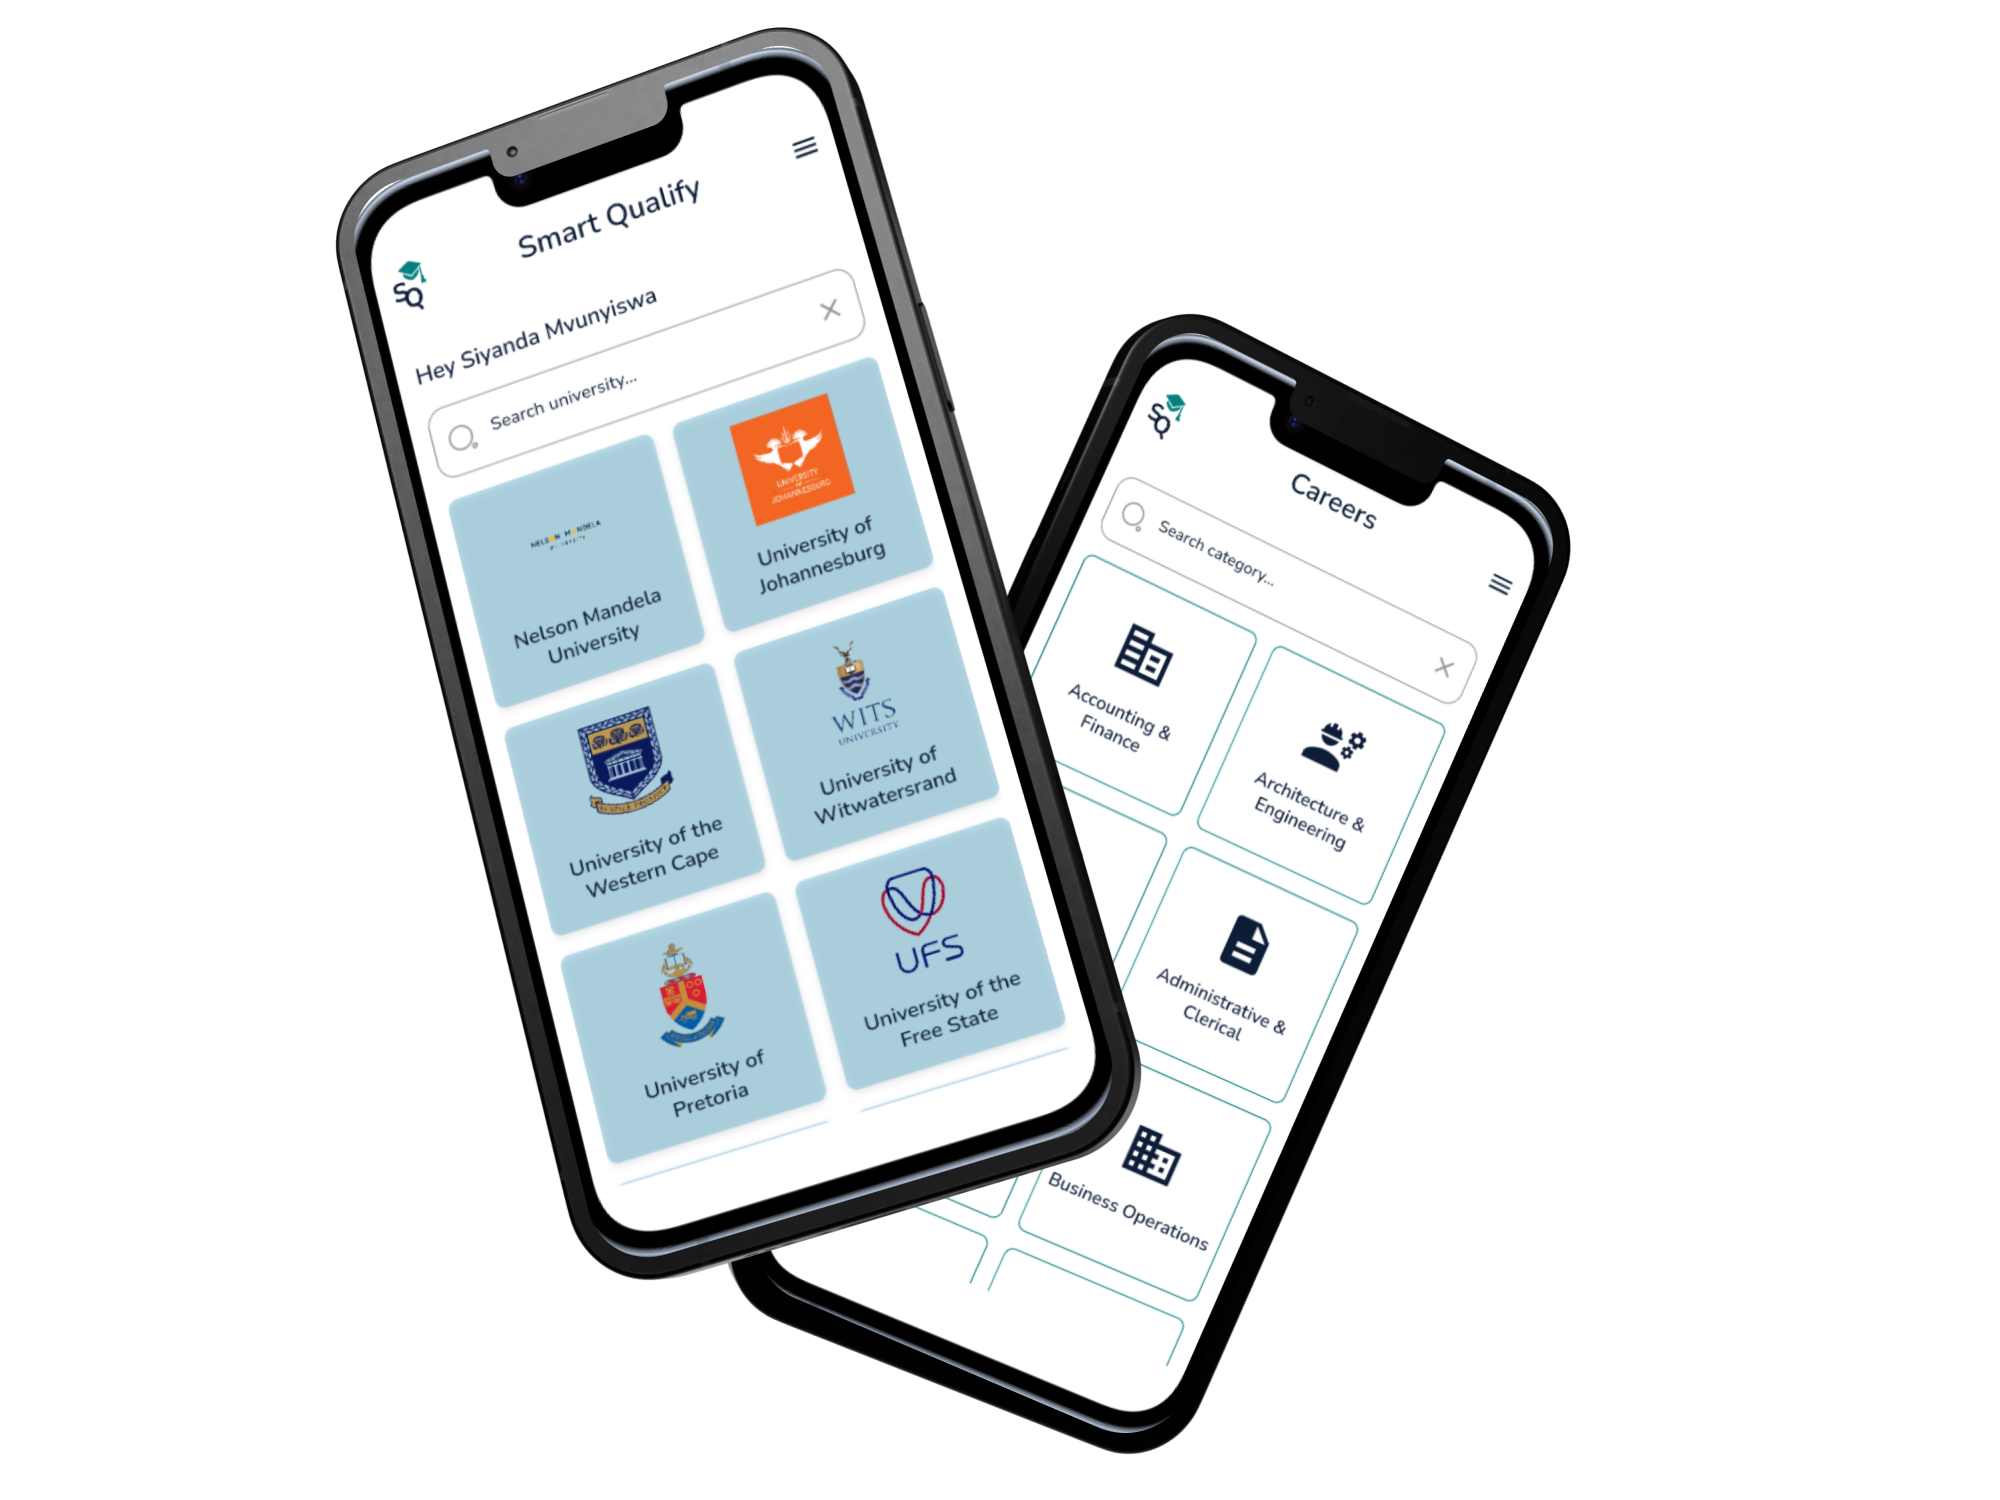 Smart Qualify
SQ
Hey Siyanda Mvunyiswa
Search university...
NELSON MANDELA
UNIVERSITY
Nelson Mandela
University
UNIVERSITY
OF
JOHANNESBURG
University of
Johannesburg
University of the
Western Cape
WITS
UNIVERSITY
University of
Witwatersrand
University of
Pretoria
UFS
University of the
Free State
SQ
Careers
Search category...
Accounting &
Finance
Architecture &
Engineering
Administrative &
Clerical
Business Operations